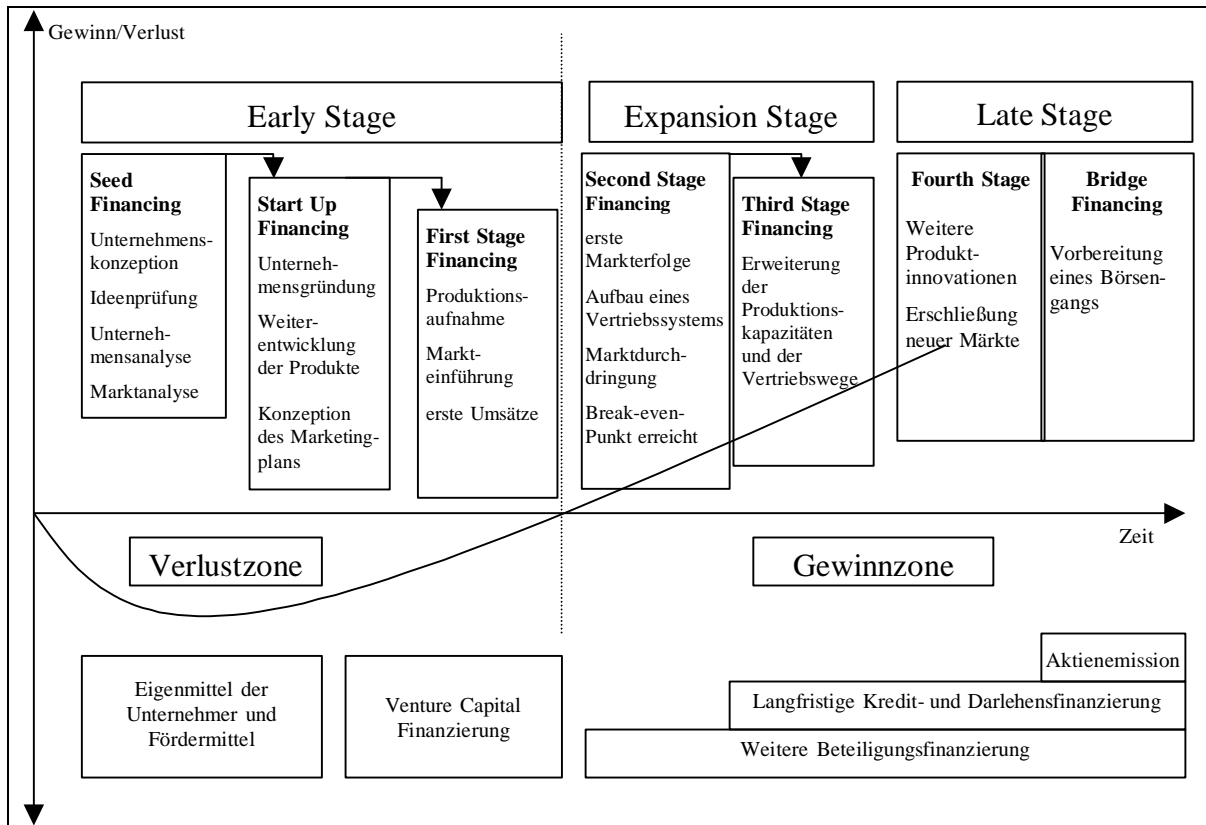 Gewinn/Verlust
Early Stage
Expansion Stage
Late Stage
Seed
Financing
Unternehmens-
konzeption
Ideenprüfung
Unterneh-
mensanalyse
Marktanalyse
Start Up
Financing
Unterneh-
mensgründung
Weiter-
entwicklung
der Produkte
Konzeption
des Marketing-
plans
First Stage
Financing
Produktions-
aufnahme
Markt-
einführung
erste Umsätze
Second Stage
Financing
erste
Markterfolge
Aufbau eines
Vertriebssystems
Marktdurch-
dringung
Break-even-
Punkt erreicht
Third Stage
Financing
Erweiterung
der
Produktions-
kapazitäten
und der
Vertriebswege
Fourth Stage
Weitere
Produkt-
innovationen
Erschließung
neuer Märkte
Bridge
Financing
Vorbereitung
eines Börsen-
gangs
Zeit
Verlustzone
Gewinnzone
Eigenmittel der
Unternehmer und
Fördermittel
Venture Capital
Finanzierung
Aktienemission
Langfristige Kredit- und Darlehensfinanzierung
Weitere Beteiligungsfinanzierung